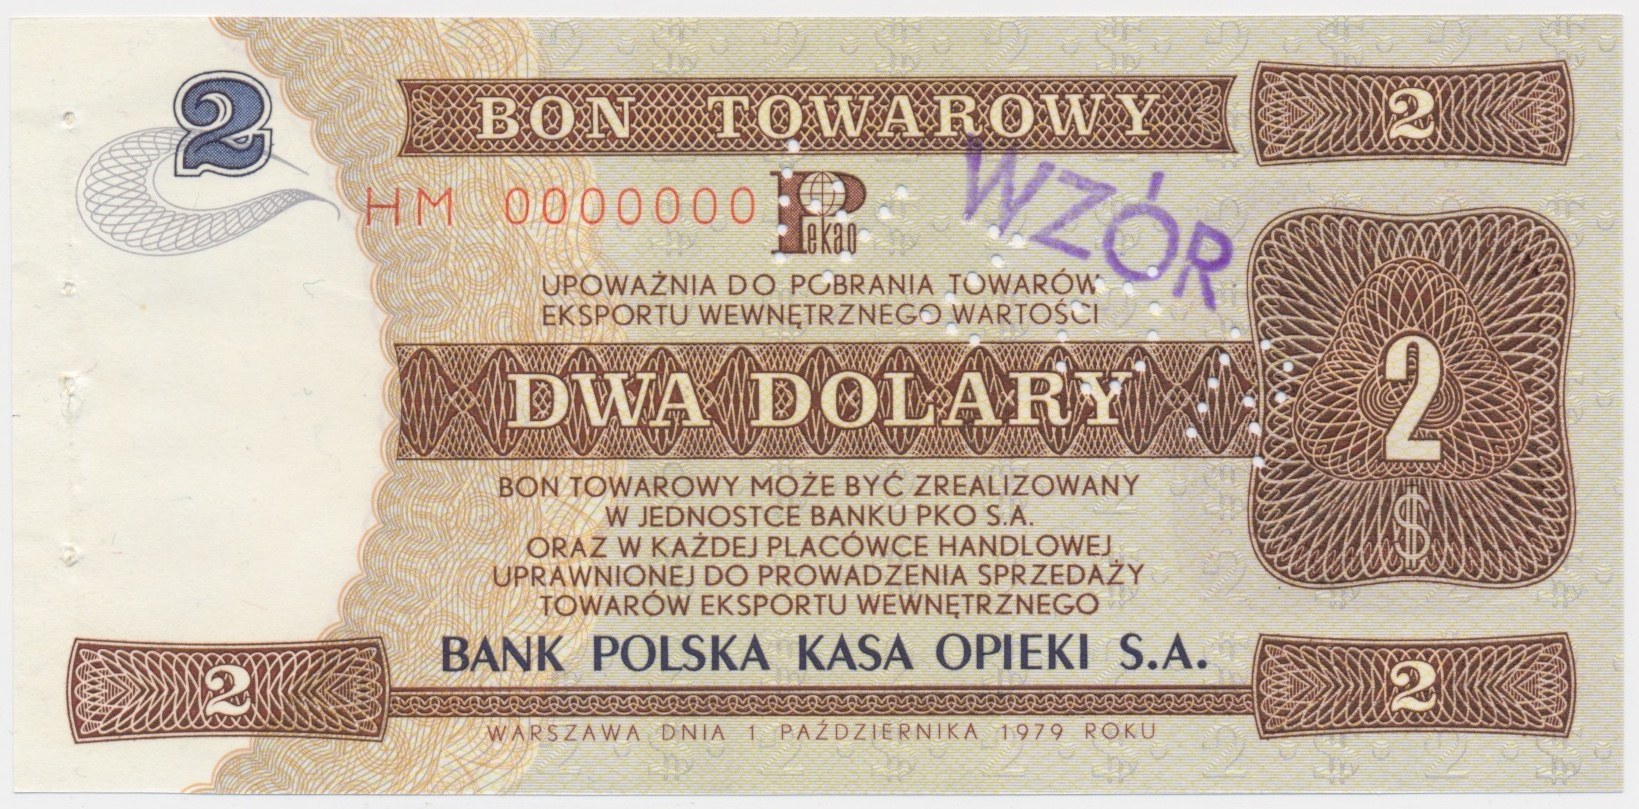 2
BON TOWAROWY
2
HM 0000000
Pekao
WZÓR
UPOWAŻNIA DO POBRANIA TOWARÓW
EKSPORTU WEWNĘTRZNEGO WARTOŚCI
DWA DOLARY
2
$
BON TOWAROWY MOŻE BYĆ ZREALIZOWANY
W JEDNOSTCE BANKU PKO S.A.
ORAZ W KAŻDEJ PLACÓWCE HANDLOWEJ
UPRAWNIONEJ DO PROWADZENIA SPRZEDAŻY
TOWARÓW EKSPORTU WEWNĘTRZNEGO
BANK POLSKA KASA OPIEKI S.A.
2
2
WARSZAWA DNIA 1 PAŹDZIERNIKA 1979 ROKU